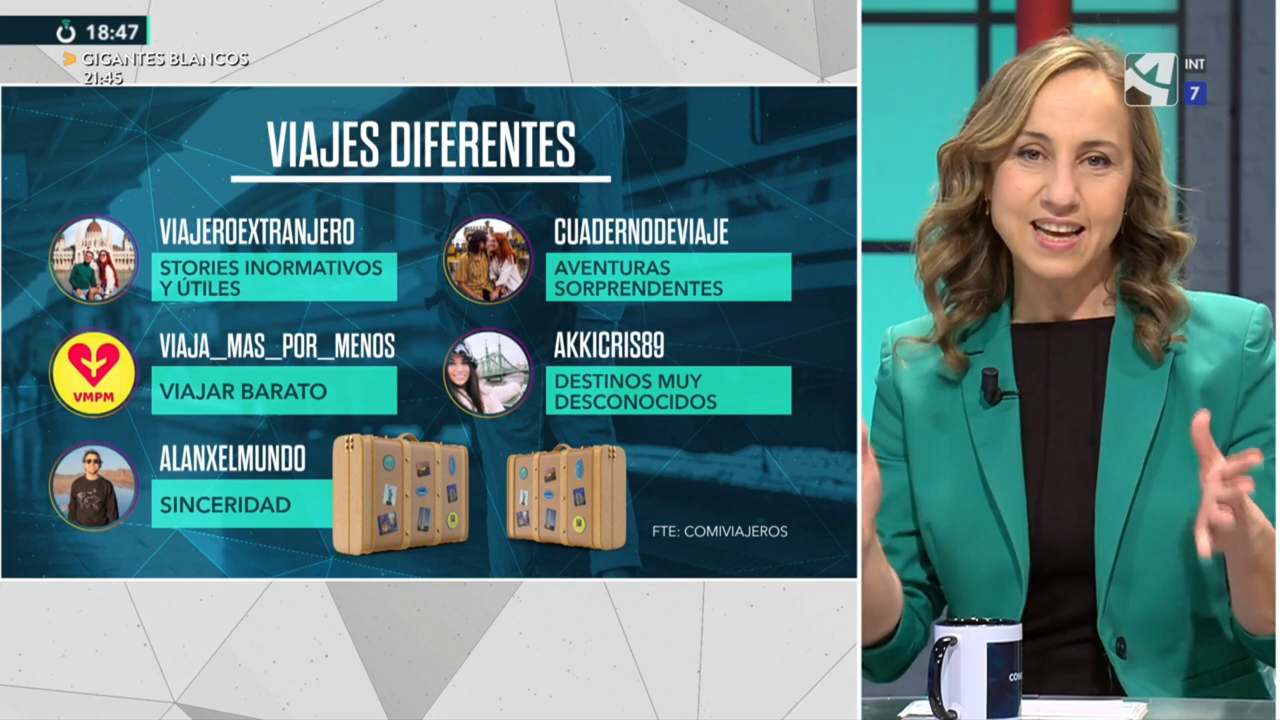 18:47
GIGANTES BLANCOS
21:45
INT
7
VIAJES DIFERENTES
VIAJEROEXTRANJERO
STORIES INORMATIVOS
Y ÚTILES
CUADERNODEVIAJE
AVENTURAS
SORPRENDENTES
VIAJA_MAS_POR_MENOS
VIAJAR BARATO
VMPM
AKKICRIS89
DESTINOS MUY
DESCONOCIDOS
ALANXELMUNDO
SINCERIDAD
FTE: COMIVIAJEROS